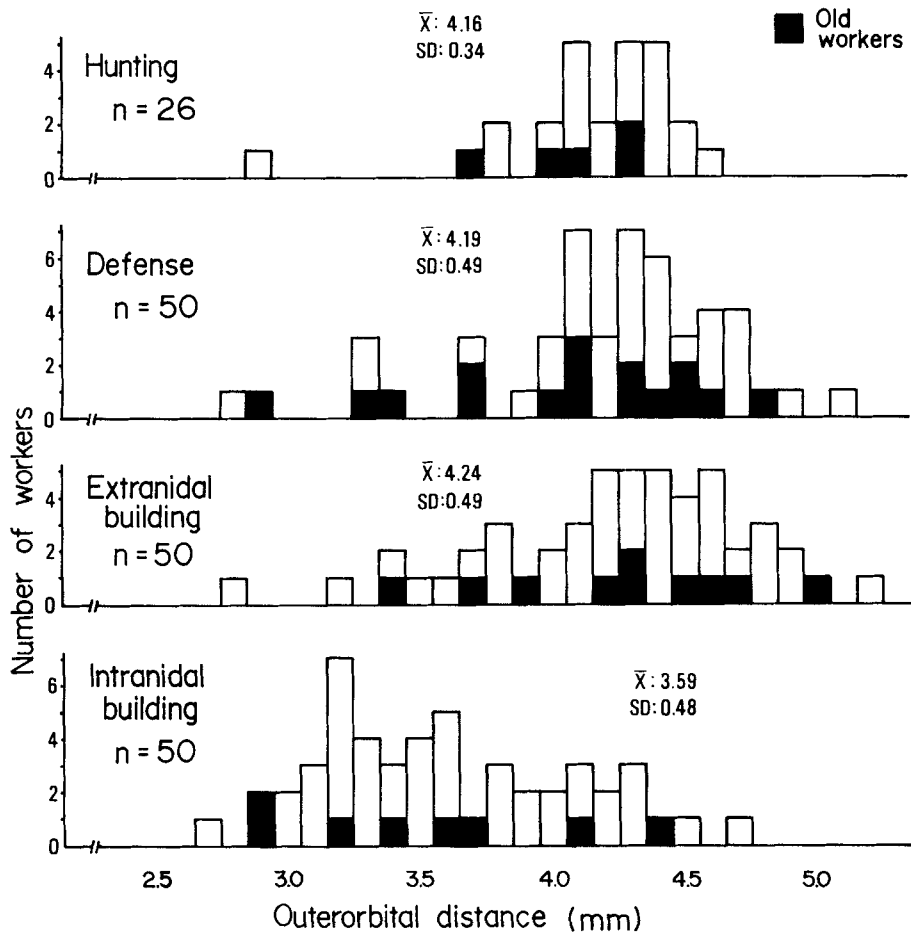 X̄: 4.16
SD: 0.34
Old
workers
Hunting
n = 26
4
2
0
X̄: 4.19
SD: 0.49
Defense
n = 50
6
4
2
0
X̄: 4.24
SD: 0.49
Extranidal
building
n = 50
4
2
0
X̄: 3.59
SD: 0.48
Intranidal
building
n = 50
6
4
2
0
Number of workers
2.5 3.0 3.5 4.0 4.5 5.0
Outerorbital distance (mm)